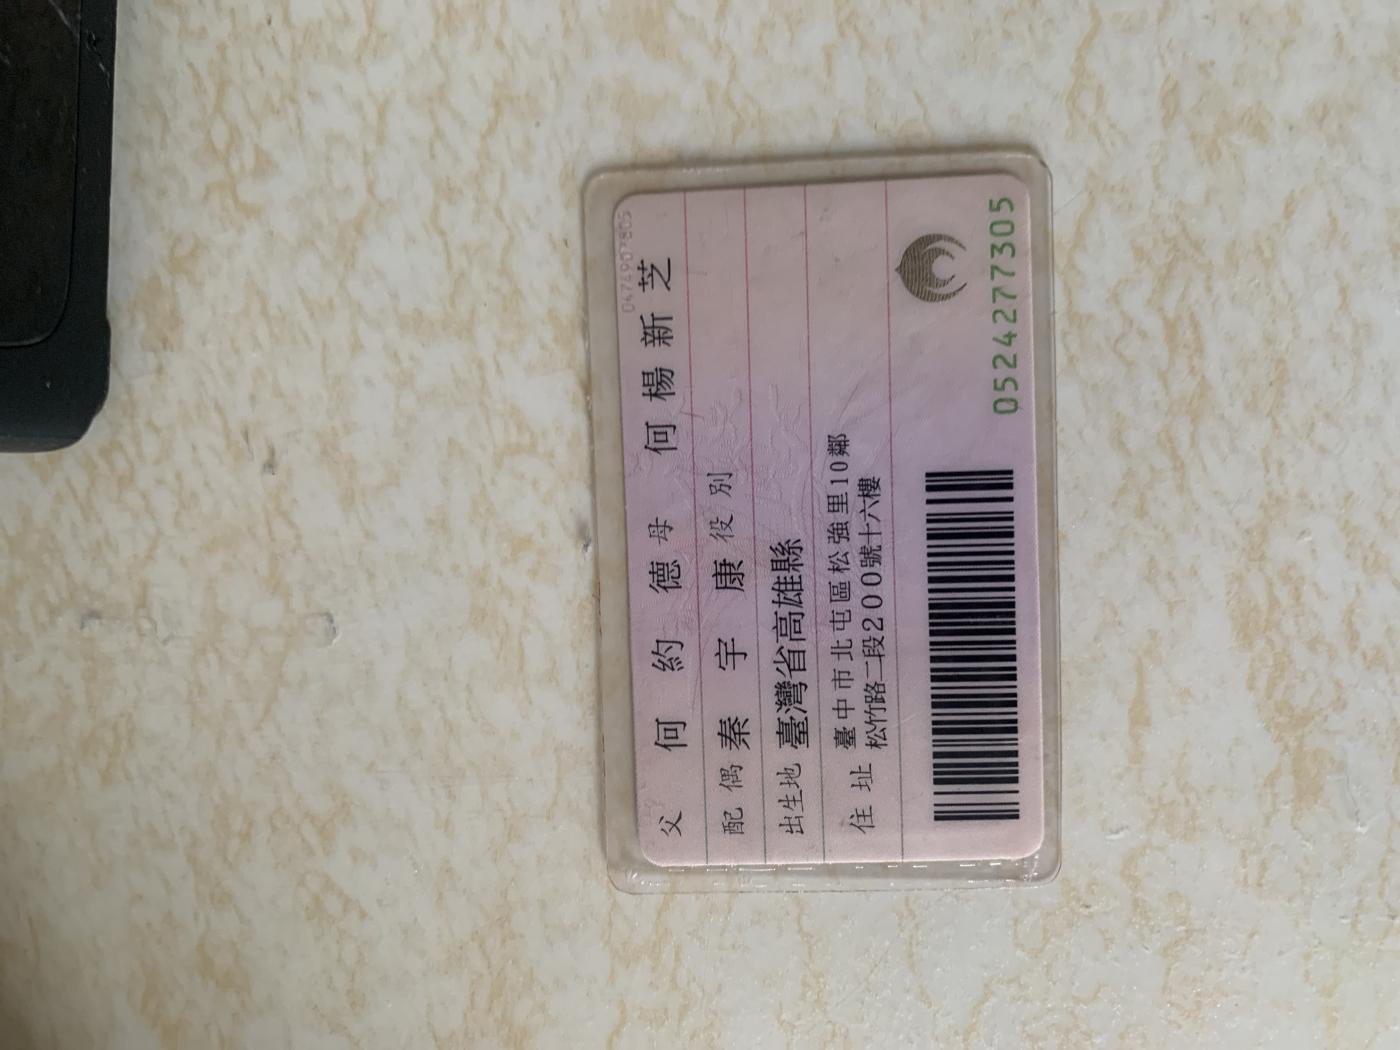 父 何約德 母 何楊新芝
配偶 秦宇康 役別
出生地 臺灣省高雄縣
住址 臺中市北屯區松強里10鄰
松竹路二段200號十六樓
0524277305